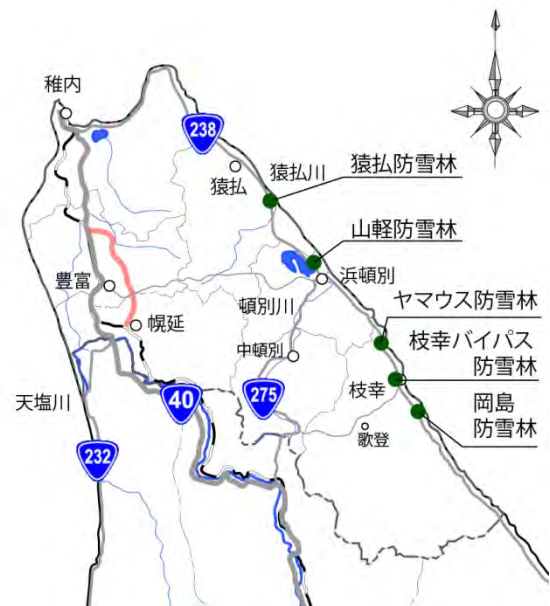 稚内
238
猿払川
猿払
猿払防雪林
山軽防雪林
浜頓別
豊富
頓別川
幌延
ヤマウス防雪林
中頓別
枝幸バイパス
防雪林
枝幸
岡島
防雪林
天塩川
40
275
歌登
232